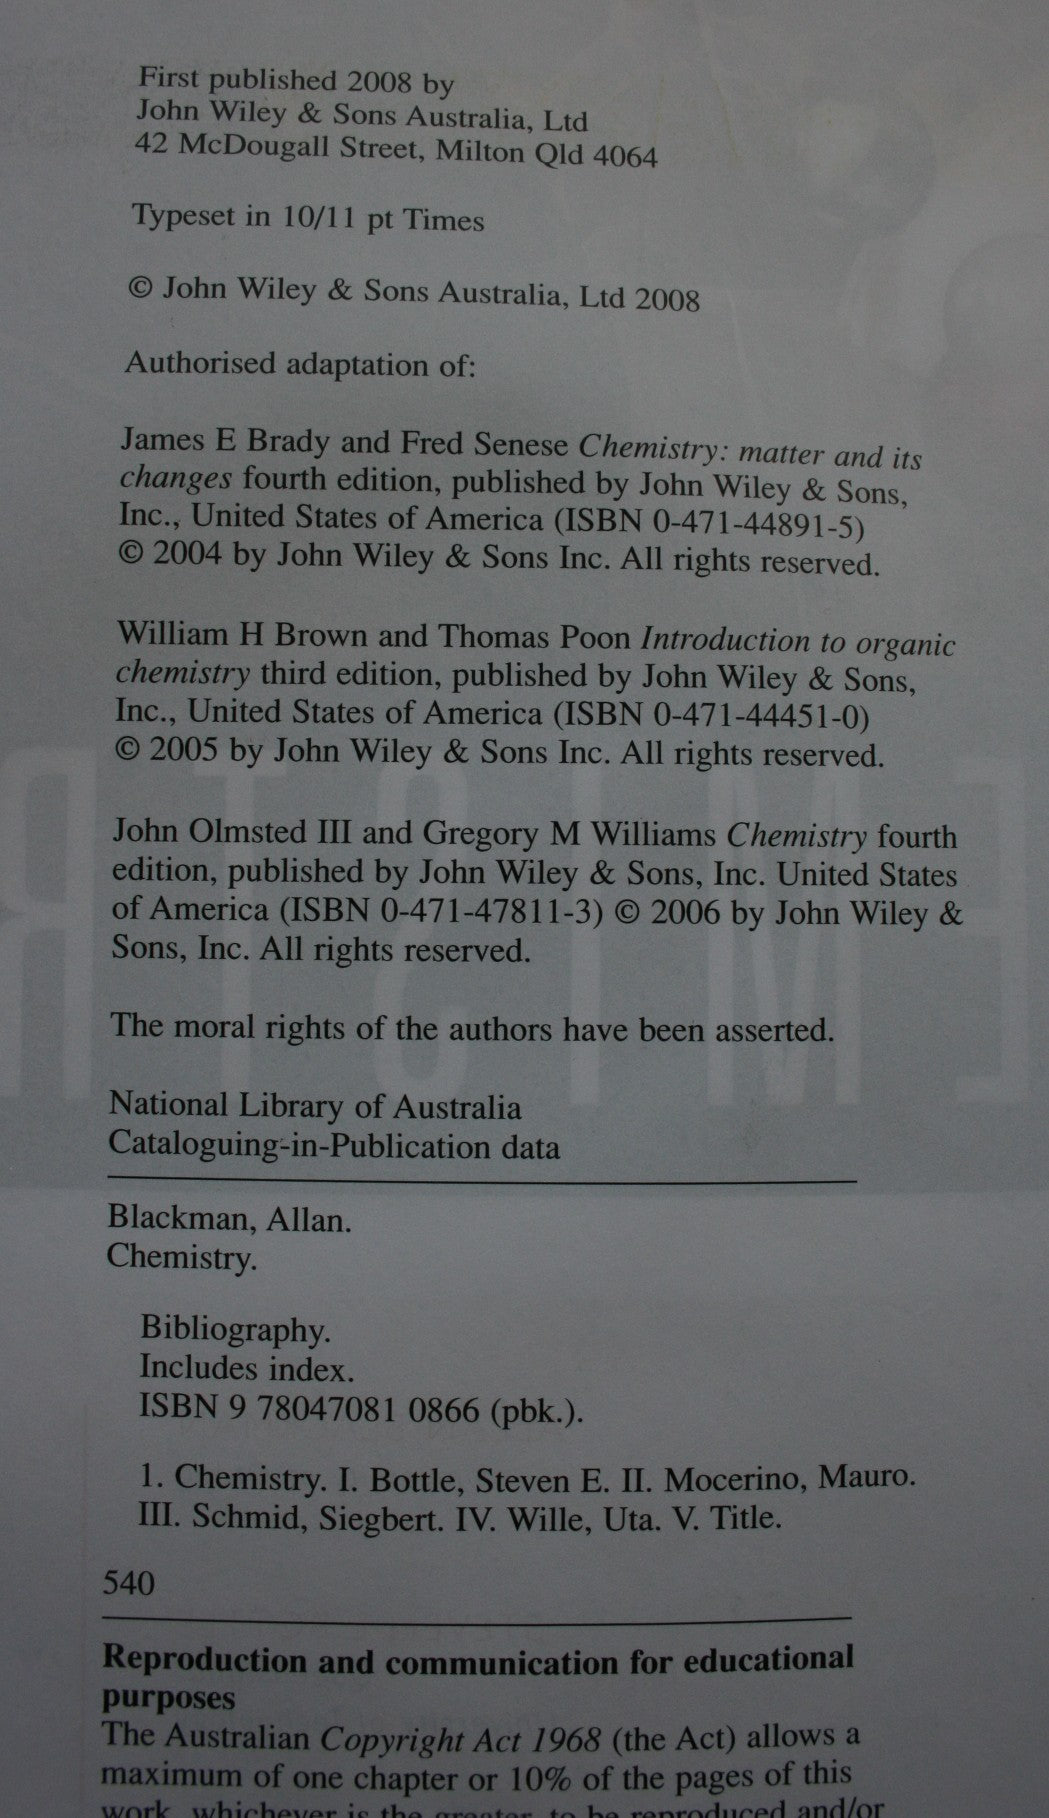 First published 2008 by
John Wiley & Sons Australia, Ltd
42 McDougall Street, Milton Qld 4064
Typeset in 10/11 pt Times
© John Wiley & Sons Australia, Ltd 2008
Authorised adaptation of:
James E Brady and Fred Senese Chemistry: matter and its
changes fourth edition, published by John Wiley & Sons,
Inc., United States of America (ISBN 0-471-44891-5)
© 2004 by John Wiley & Sons Inc. All rights reserved.
William H Brown and Thomas Poon Introduction to organic
chemistry third edition, published by John Wiley & Sons,
Inc., United States of America (ISBN 0-471-44451-0)
© 2005 by John Wiley & Sons Inc. All rights reserved.
John Olmsted III and Gregory M Williams Chemistry fourth
edition, published by John Wiley & Sons, Inc. United States
of America (ISBN 0-471-47811-3) © 2006 by John Wiley &
Sons, Inc. All rights reserved.
The moral rights of the authors have been asserted.
National Library of Australia
Cataloguing-in-Publication data
Blackman, Allan.
Chemistry.
Bibliography.
Includes index.
ISBN 9 78047081 0866 (pbk.).
1. Chemistry. I. Bottle, Steven E. II. Mocerino, Mauro.
III. Schmid, Siegbert. IV. Wille, Uta. V. Title.
540
Reproduction and communication for educational
purposes
The Australian Copyright Act 1968 (the Act) allows a
maximum of one chapter or 10% of the pages of this
work, whichever is the greater, to be reproduced and/or